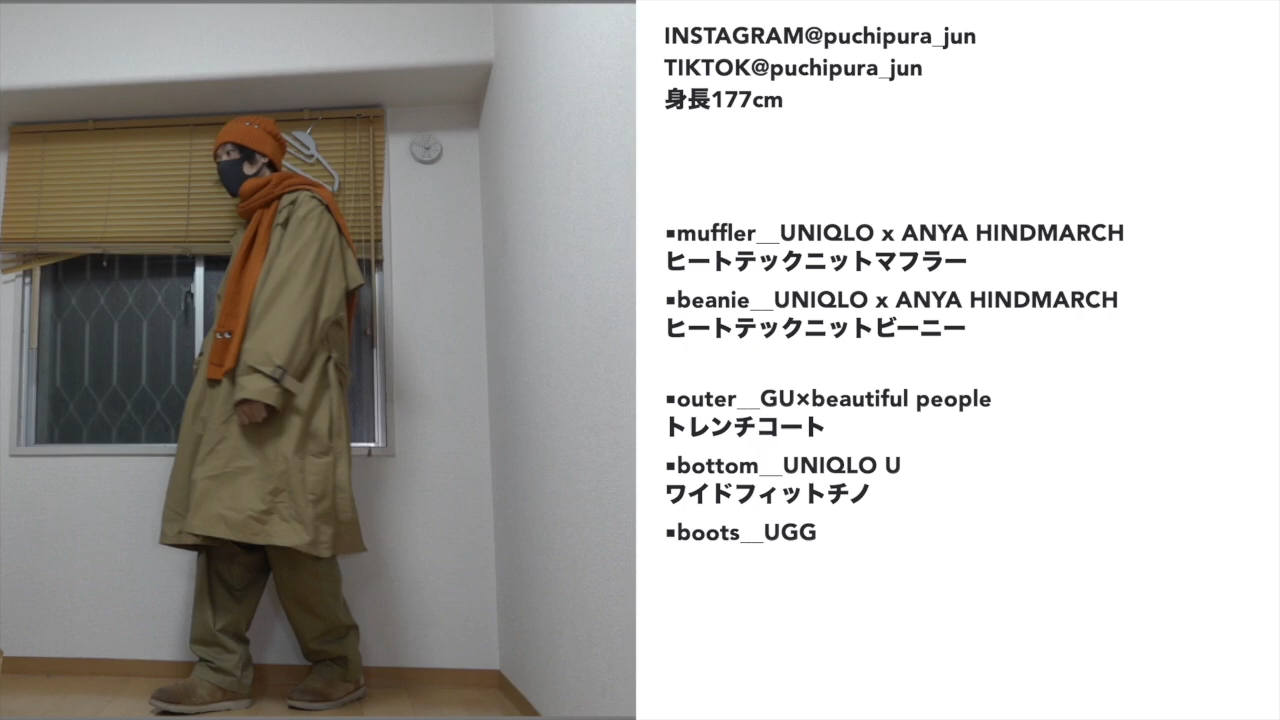 INSTAGRAM@puchipura_jun
TIKTOK@puchipura_jun
身長177cm
▪muffler__UNIQLO x ANYA HINDMARCH
ヒートテックニットマフラー
▪beanie__UNIQLO x ANYA HINDMARCH
ヒートテックニットビーニー
▪outer__GU×beautiful people
トレンチコート
▪bottom__UNIQLO U
ワイドフィットチノ
▪boots__UGG